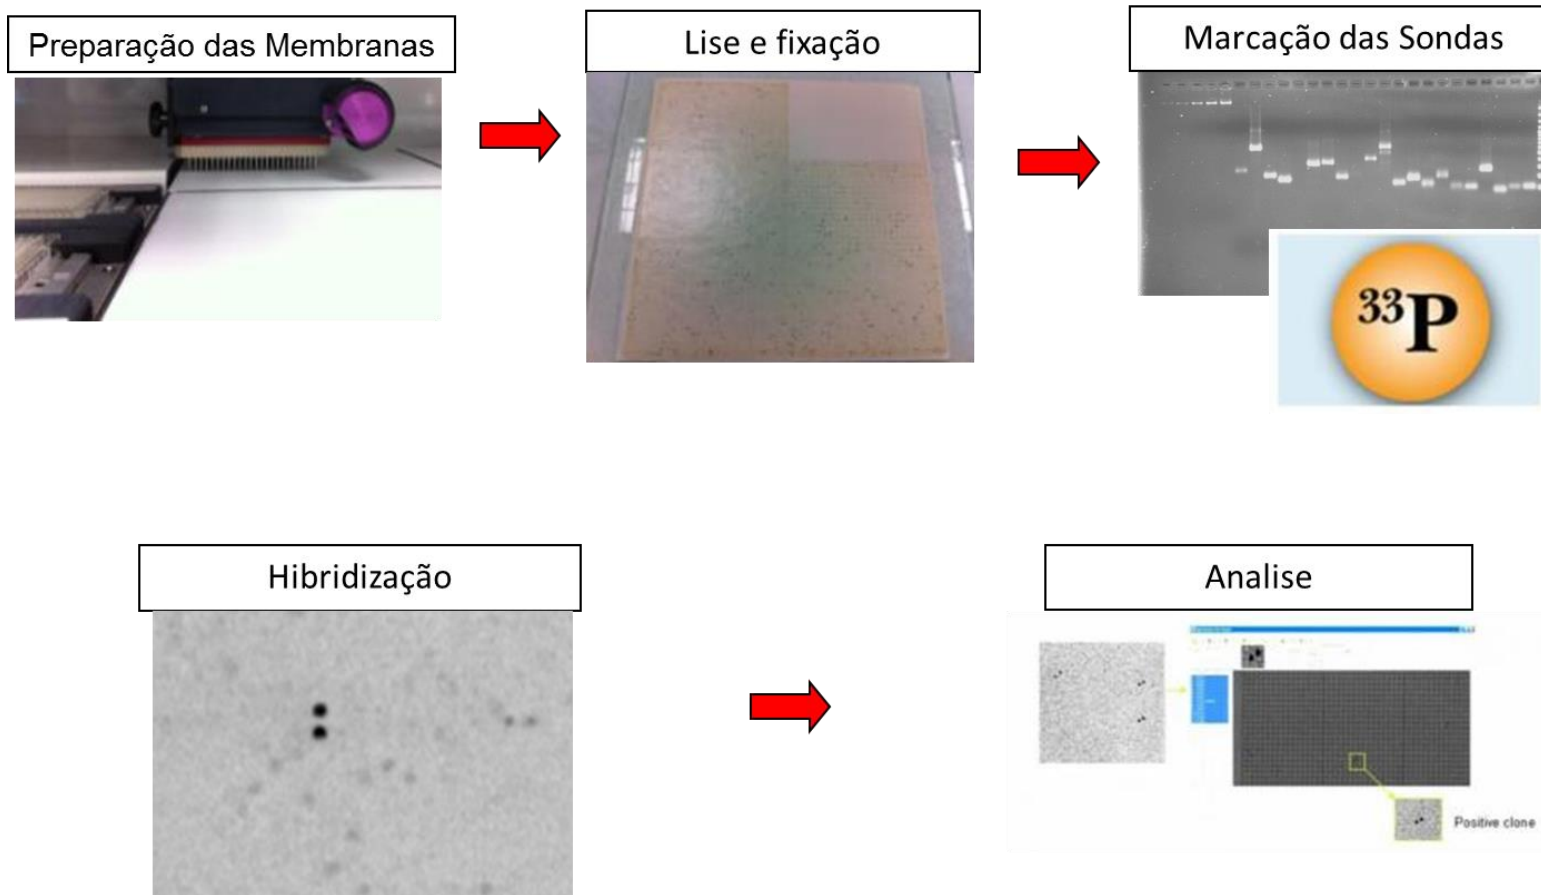 Preparação das Membranas
Lise e fixação
Marcação das Sondas
³³P
Hibridização
Analise
Positive clone